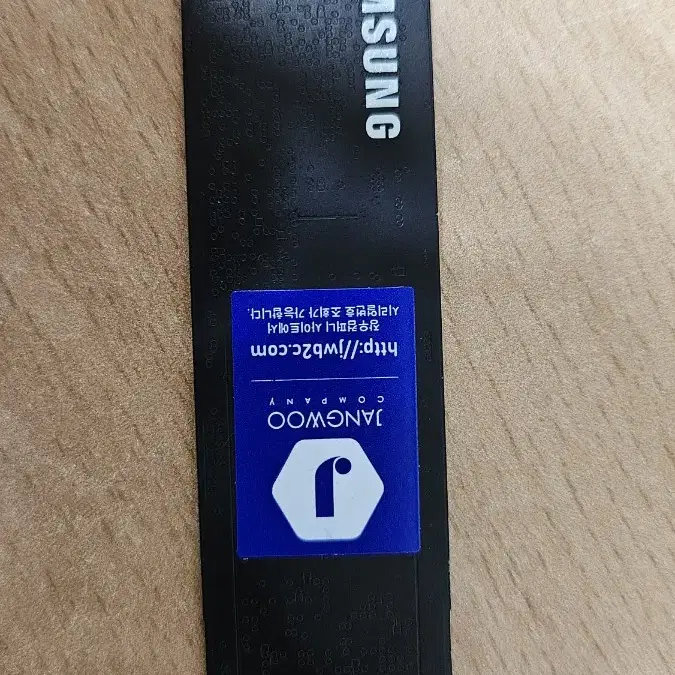 MSUNG
JANGWOO
COMPANY
http://jwb2c.com
장우컴퍼니 사이트에서
시리얼번호 조회가 가능합니다.